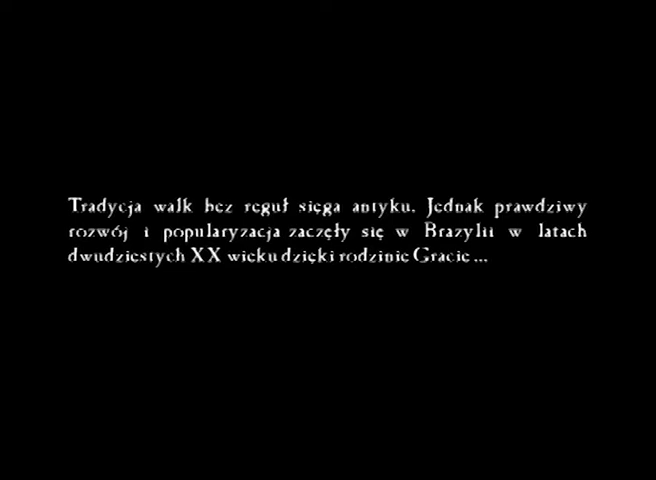 Tradycja walk bez reguł sięga antyku. Jednak prawdziwy
rozwój i popularyzacja zaczęły się w Brazylii w latach
dwudziestych XX wieku dzięki rodzinie Gracie ...